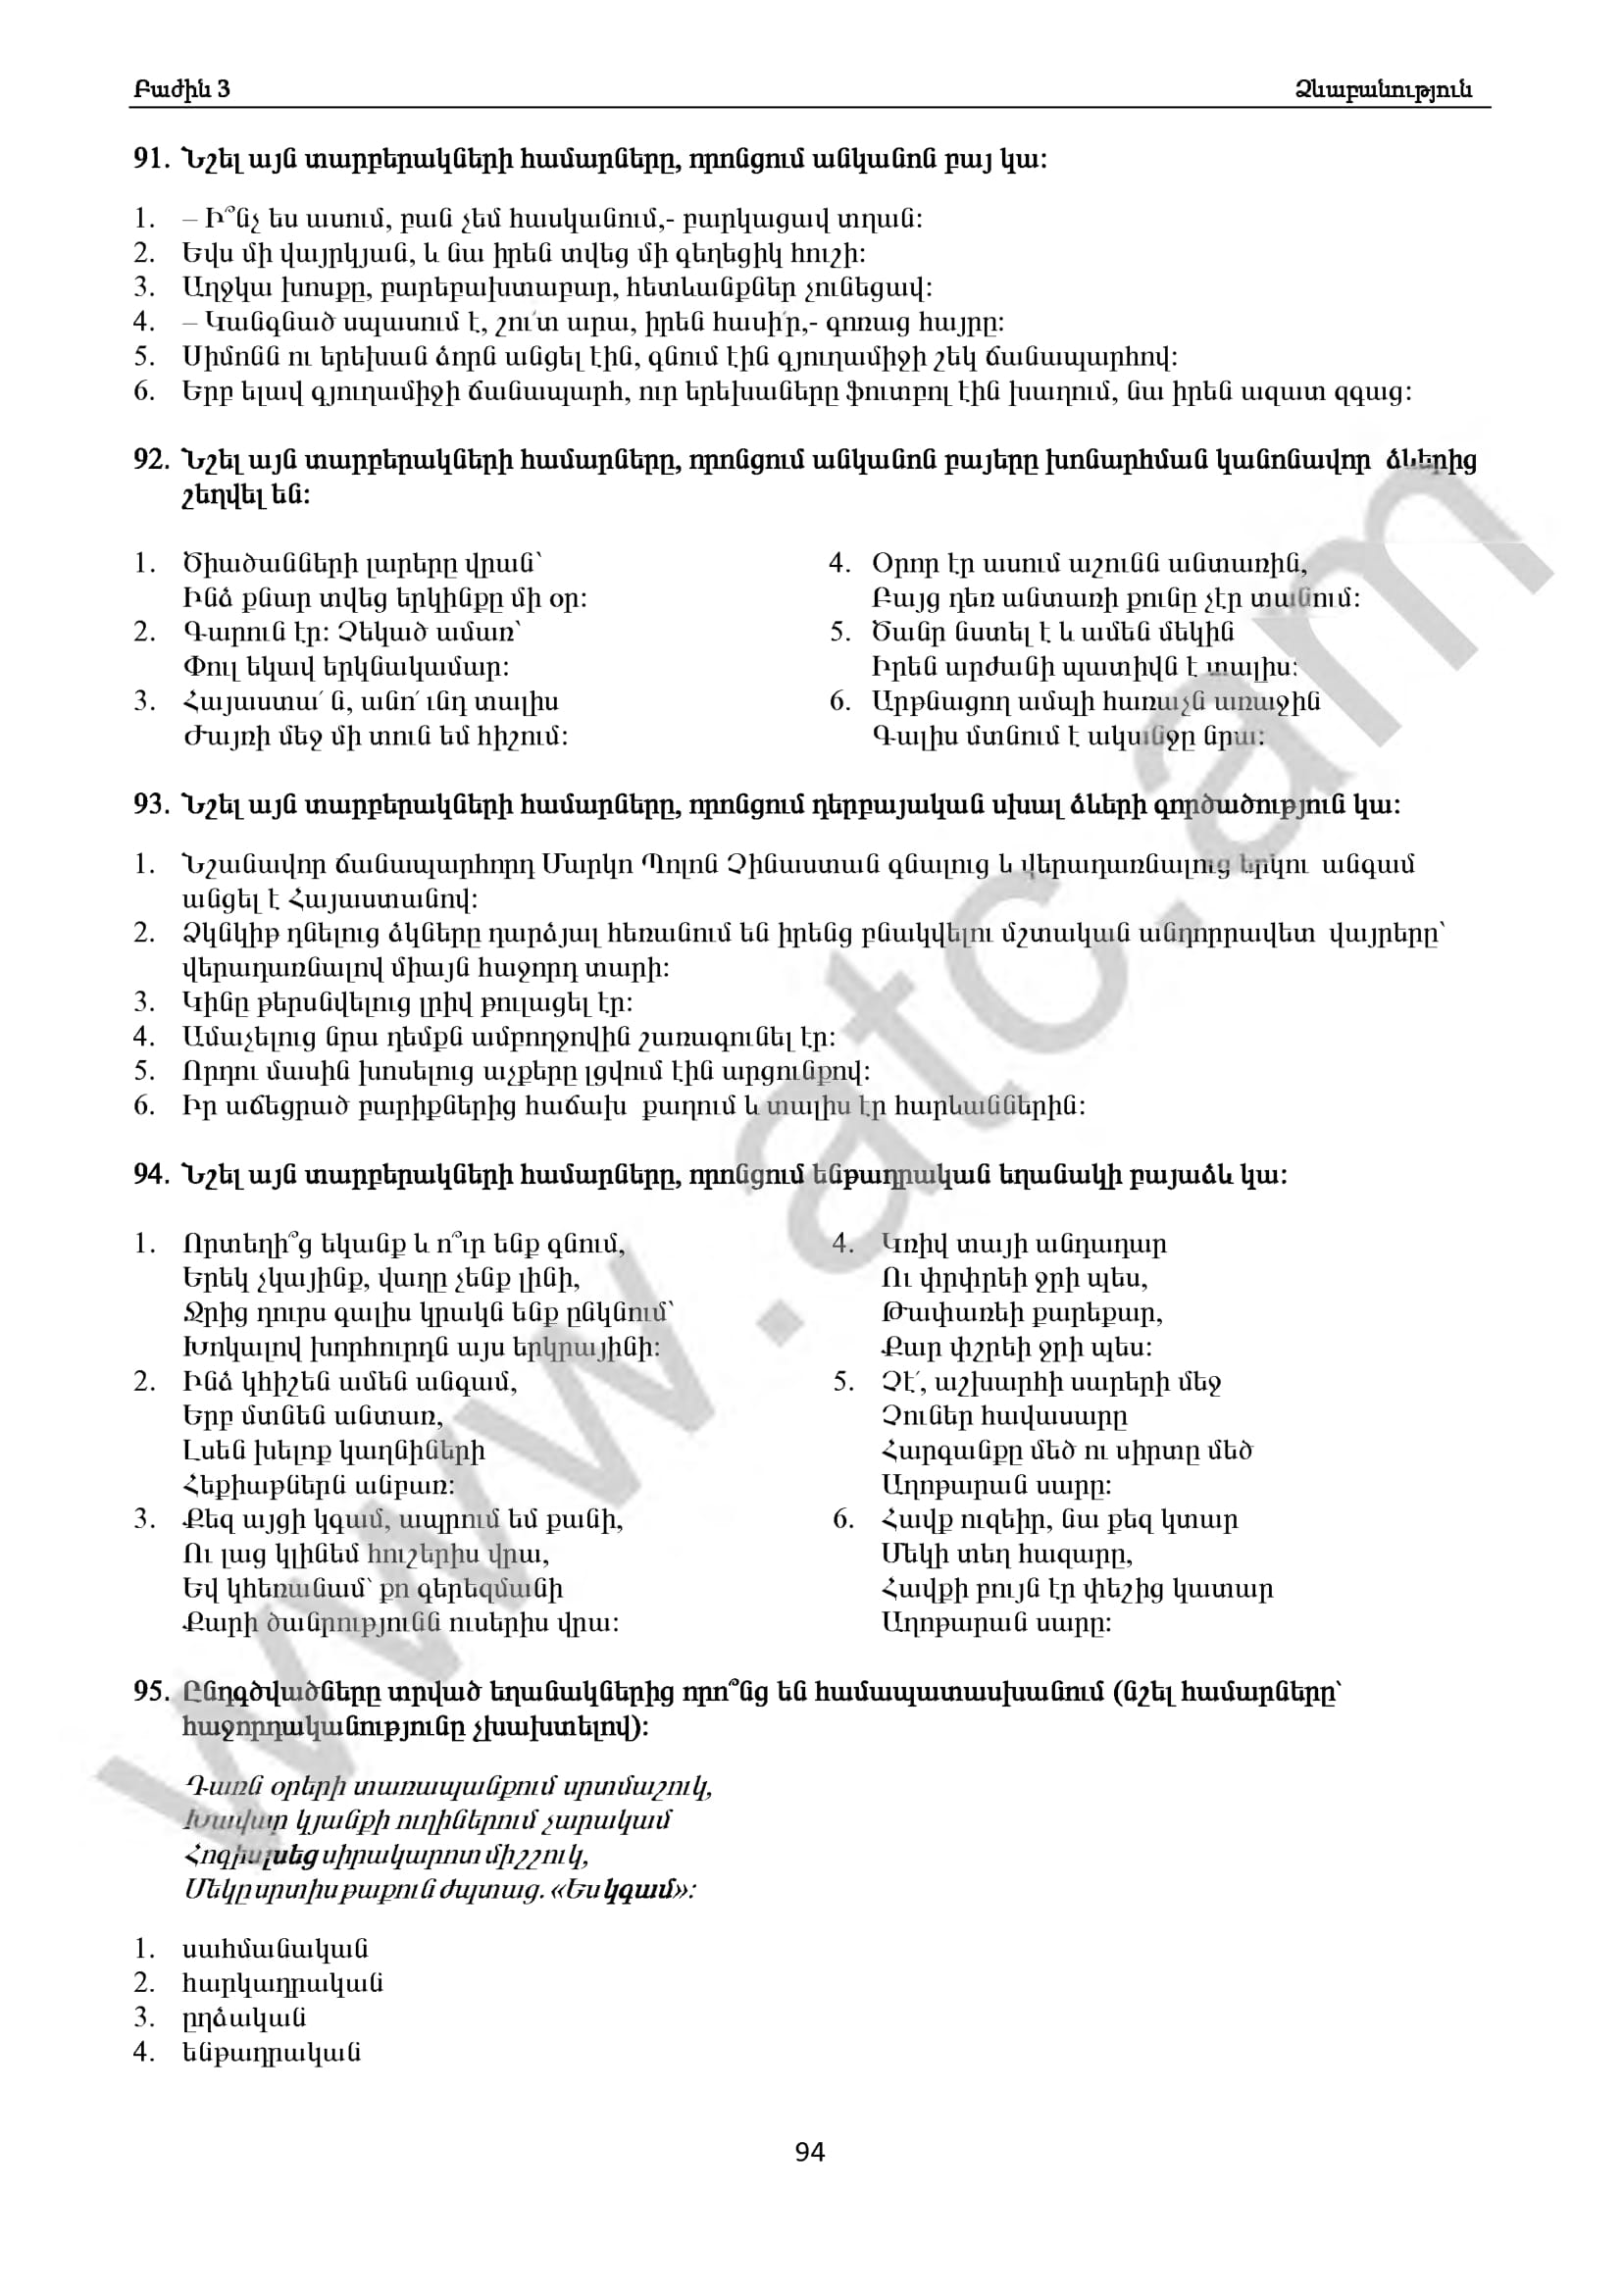 Բաժին 3 Ձևաբանություն
91. Նշել այն տարբերակների համարները, որոնցում անկանոն բայ կա:
1. – Ի՞նչ ես ասում, բան չեմ հասկանում,- բարկացավ տղան:
2. Եվս մի վայրկյան, և նա իրեն տվեց մի գեղեցիկ հուշի:
3. Աղջկա խոսքը, բարեբախտաբար, հետևանքներ չունեցավ:
4. – Կանգնած սպասում է, շու՛տ արա, իրեն հասի՛ր,- գոռաց հայրը:
5. Սիմոնն ու երեխան ձորն անցել էին, գնում էին գյուղամիջի շեկ ճանապարհով:
6. Երբ ելավ գյուղամիջի ճանապարհ, ուր երեխաները ֆուտբոլ էին խաղում, նա իրեն ազատ զգաց:
92. Նշել այն տարբերակների համարները, որոնցում անկանոն բայերը խոնարհման կանոնավոր ձևերից
շեղվել են:
1. Ծիածանների լարերը վրան՝
Ինձ քնար տվեց երկինքը մի օր:
2. Գարուն էր: Չեկած ամառ՝
Փուլ եկավ երկնակամար:
3. Հայաստա՛ ն, անո՛ ւնդ տալիս
Ժայռի մեջ մի տուն եմ հիշում:
4. Օրոր էր ասում աշունն անտառին,
Բայց դեռ անտառի քունը չէր տանում:
5. Ծանր նստել է և ամեն մեկին
Իրեն արժանի պատիվն է տալիս:
6. Արթնացող ամպի հառաչն առաջին
Գալիս մտնում է ականջը նրա:
93. Նշել այն տարբերակների համարները, որոնցում դերբայական սխալ ձևերի գործածություն կա:
1. Նշանավոր ճանապարհորդ Մարկո Պոլոն Չինաստան գնալուց և վերադառնալուց երկու անգամ
անցել է Հայաստանով:
2. Ձկնկիթ դնելուց ձկները դարձյալ հեռանում են իրենց բնակվելու մշտական անդորրավետ վայրերը՝
վերադառնալով միայն հաջորդ տարի:
3. Կինը թերսնվելուց լրիվ թուլացել էր:
4. Ամաչելուց նրա դեմքն ամբողջովին շառագունել էր:
5. Որդու մասին խոսելուց աչքերը լցվում էին արցունքով:
6. Իր աճեցրած բարիքներից հաճախ քաղում և տալիս էր հարևաններին:
94. Նշել այն տարբերակների համարները, որոնցում ենթադրական եղանակի բայաձև կա:
1. Որտեղի՞ց եկանք և ո՞ւր ենք գնում,
Երեկ չկայինք, վաղը չենք լինի,
Ջրից դուրս գալիս կրակն ենք ընկնում՝
Խոկալով խորհուրդն այս երկրայինի:
2. Ինձ կհիշեն ամեն անգամ,
Երբ մտնեն անտառ,
Լսեն խելոք կաղնիների
Հեքիաթներն անբառ:
3. Քեզ այցի կգամ, ապրում եմ քանի,
Ու լաց կլինեմ հուշերիս վրա,
Եվ կհեռանամ՝ քո գերեզմանի
Քարի ծանրությունն ուսերիս վրա:
4. Կռիվ տայի անդադար
Ու փրփրեի ջրի պես,
Թափառեի քարեքար,
Քար փշրեի ջրի պես:
5. Չէ՛, աշխարհի սարերի մեջ
Չուներ հավասարը
Հարգանքը մեծ ու սիրտը մեծ
Աղոթարան սարը:
6. Հավք ուզեիր, նա քեզ կտար
Մեկի տեղ հազարը,
Հավքի բույն էր փեշից կատար
Աղոթարան սարը:
95. Ընդգծվածները տրված եղանակներից որո՞նց են համապատասխանում (նշել համարները՝
հաջորդականությունը չխախտելով):
Դառն օրերի տառապանքում սրտմաշուկ,
Խավար կյանքի ուղիներում չարակամ
Հոգիս լսեց սիրակարոտ մի շշուկ,
Մեկը սրտիս թաքուն ժպտաց. «Ես կգամ»:
1. սահմանական
2. հարկադրական
3. ըղձական
4. ենթադրական
94
www.atc.am